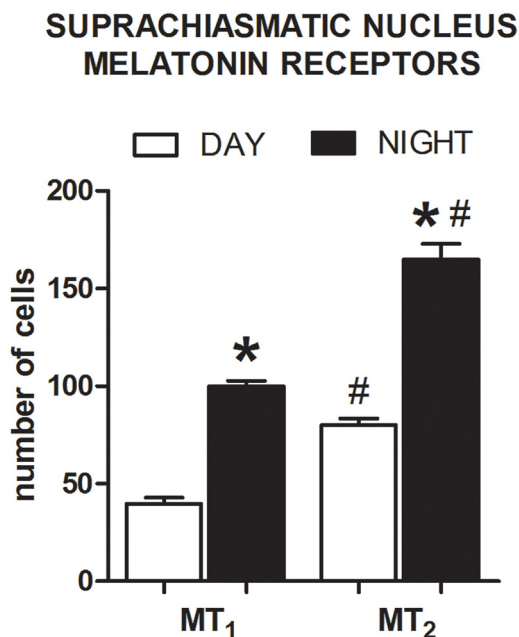 SUPRACHIASMATIC NUCLEUS
MELATONIN RECEPTORS
DAY NIGHT
number of cells
200
150
100
50
0
* #
*
#
MT₁ MT₂